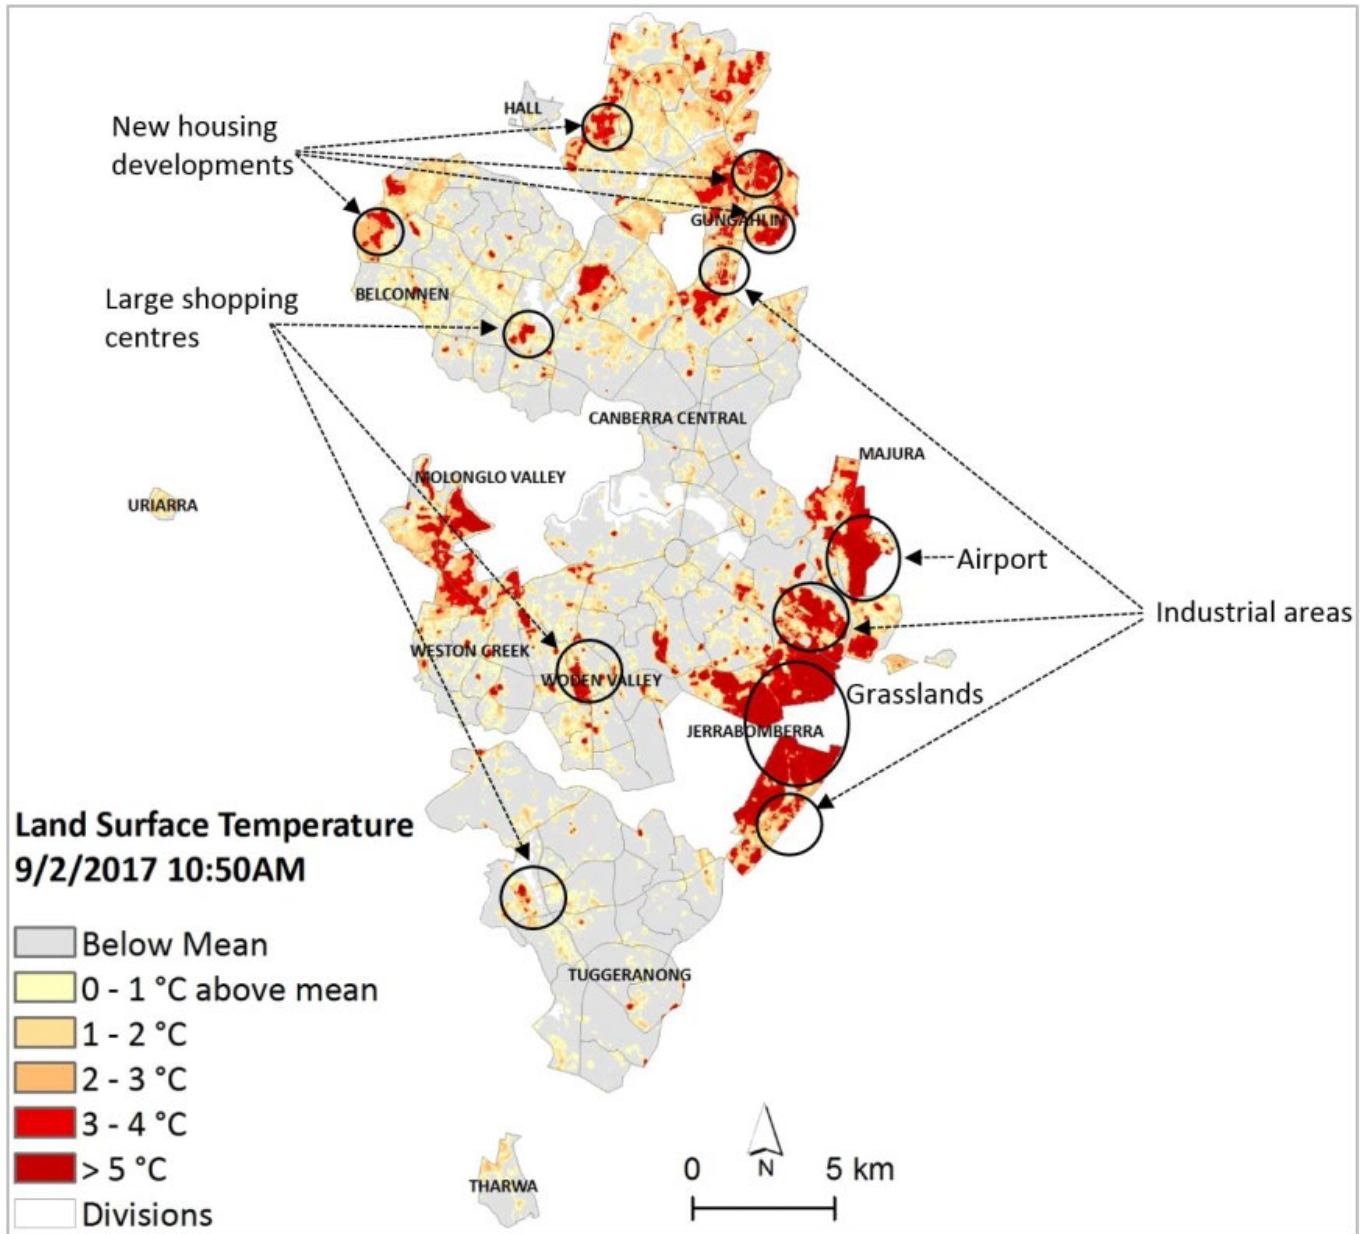 HALL
New housing
developments
GUNGAHLIN
Large shopping
centres
BELCONNEN
CANBERRA CENTRAL
MAJURA
MOLONGLO VALLEY
URIARRA
Airport
Industrial areas
WESTON CREEK
WODEN VALLEY
Grasslands
JERRABOMBERRA
Land Surface Temperature
9/2/2017 10:50AM
Below Mean
0 - 1 °C above mean
1 - 2 °C
2 - 3 °C
3 - 4 °C
> 5 °C
Divisions
TUGGERANONG
THARWA
0 5 km
N